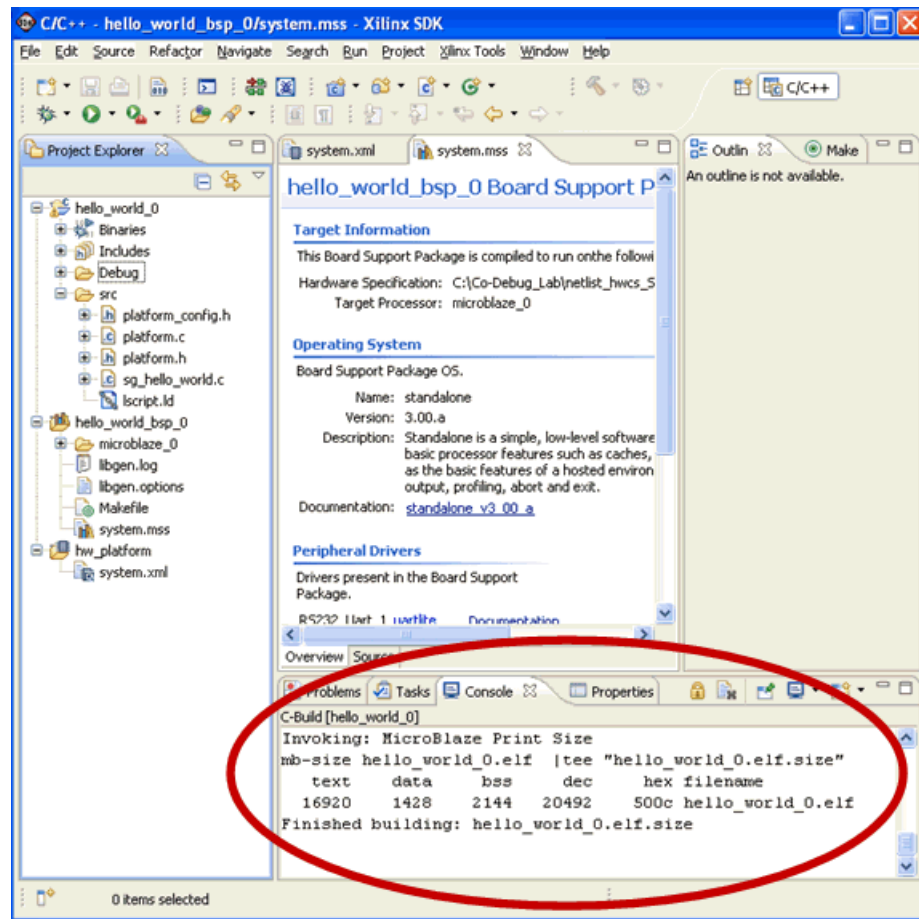 C/C++ - hello_world_bsp_0/system.mss - Xilinx SDK
File Edit Source Refactor Navigate Search Run Project Xilinx Tools Window Help
C/C++
Project Explorer
hello_world_0
Binaries
Includes
Debug
src
platform_config.h
platform.c
platform.h
sg_hello_world.c
lscript.ld
hello_world_bsp_0
microblaze_0
libgen.log
libgen.options
Makefile
system.mss
hw_platform
system.xml
system.xml system.mss
hello_world_bsp_0 Board Support P
Target Information
This Board Support Package is compiled to run onthe followi
Hardware Specification: C:\Co-Debug_Lab\netlist_hwcs_S
Target Processor: microblaze_0
Operating System
Board Support Package OS.
Name: standalone
Version: 3.00.a
Description: Standalone is a simple, low-level software
basic processor features such as caches,
as the basic features of a hosted environ
output, profiling, abort and exit.
Documentation: standalone_v3_00_a
Peripheral Drivers
Drivers present in the Board Support
Package.
RS232_Uart_1 uartlite Documentation
Overview Source
Outlin Make
An outline is not available.
Problems Tasks Console Properties
C-Build [hello_world_0]
Invoking: MicroBlaze Print Size
mb-size hello_world_0.elf |tee "hello_world_0.elf.size"
text data bss dec hex filename
16920 1428 2144 20492 500c hello_world_0.elf
Finished building: hello_world_0.elf.size
0 items selected